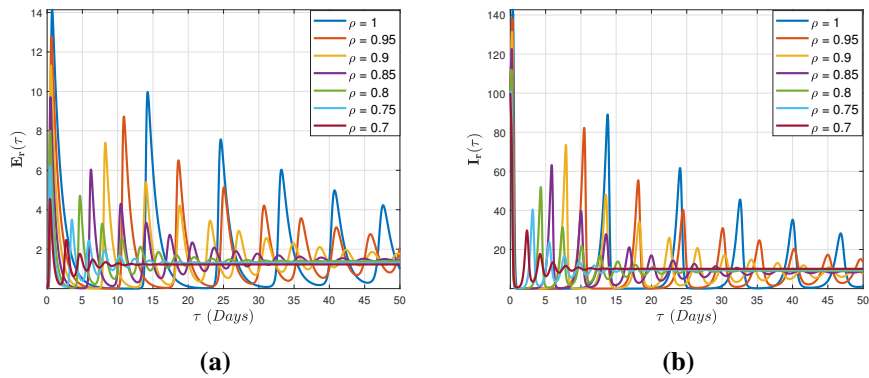 14
12
10
8
6
4
2
E_r(τ)
0 5 10 15 20 25 30 35 40 45 50
τ (Days)
ρ = 1
ρ = 0.95
ρ = 0.9
ρ = 0.85
ρ = 0.8
ρ = 0.75
ρ = 0.7
(a)
140
120
100
80
60
40
20
0
I_r(τ)
0 5 10 15 20 25 30 35 40 45 50
τ (Days)
ρ = 1
ρ = 0.95
ρ = 0.9
ρ = 0.85
ρ = 0.8
ρ = 0.75
ρ = 0.7
(b)